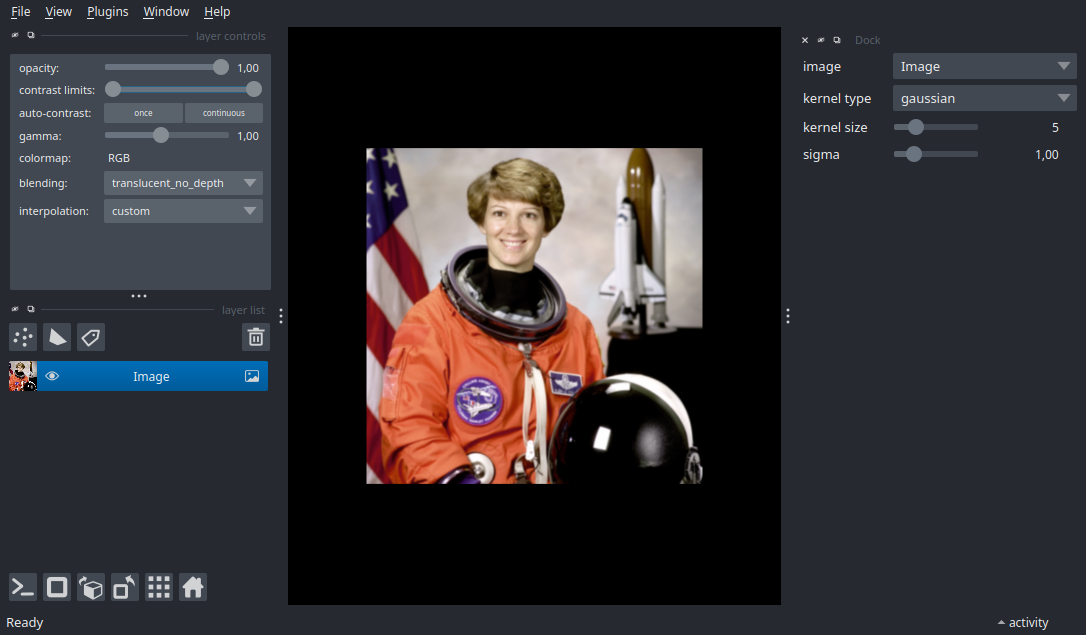 File View Plugins Window Help
layer controls
opacity: 1,00
contrast limits:
auto-contrast: once continuous
gamma: 1,00
colormap: RGB
blending: translucent_no_depth
interpolation: custom
layer list
Image
Ready
Dock
image Image
kernel type gaussian
kernel size 5
sigma 1,00
activity